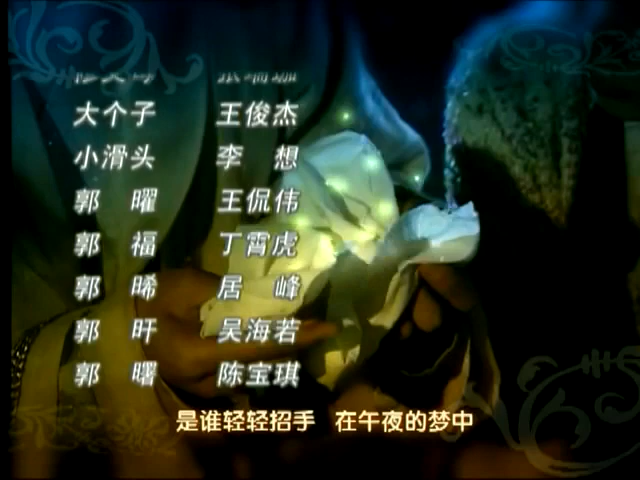 大个子 王俊杰
小滑头 李想
郭曜 王侃伟
郭福 丁霄虎
郭晞 居峰
郭旰 吴海若
郭曙 陈宝琪
是谁轻轻招手 在午夜的梦中